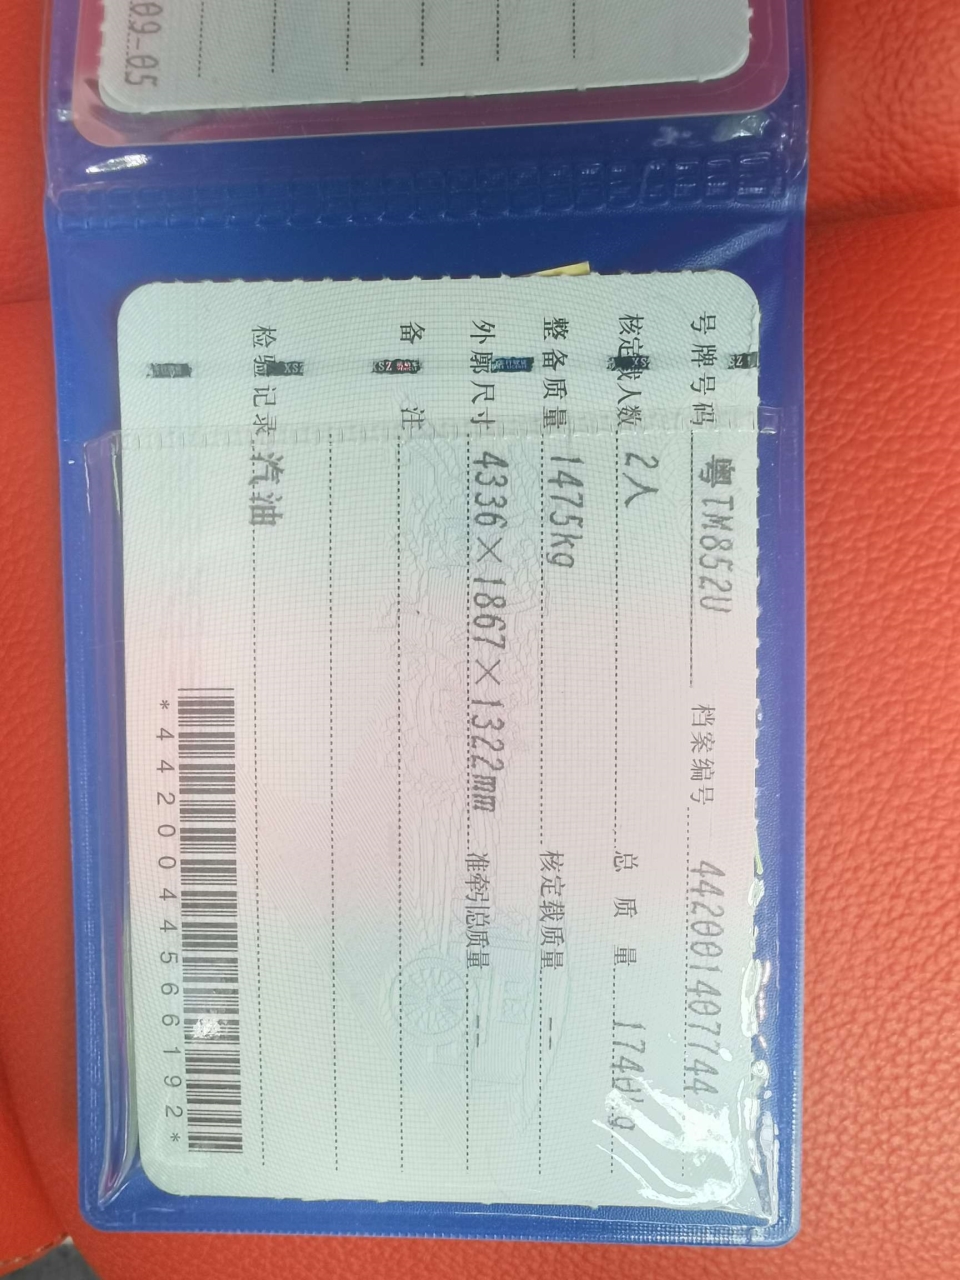 09-05
号牌号码 粤TM852U 档案编号 442001407744
核定载人数 2人 总质量 1740kg
整备质量 1475kg 核定载质量 --
外廓尺寸 4336×1867×1322mm 准牵引总质量 --
备注
检验记录 汽油
*4420044566192*